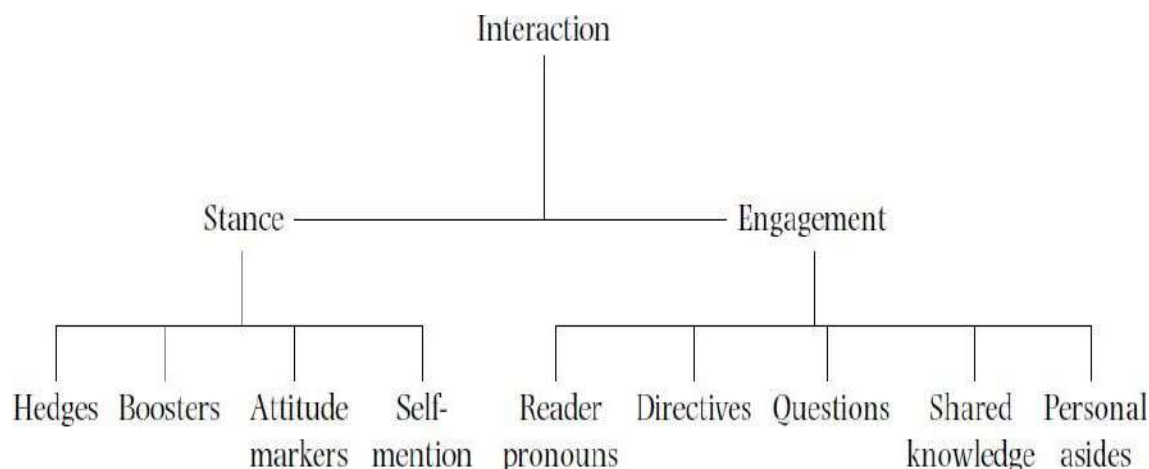 Interaction
Stance Engagement
Hedges Boosters Attitude Self- Reader Directives Questions Shared Personal
markers mention pronouns knowledge asides